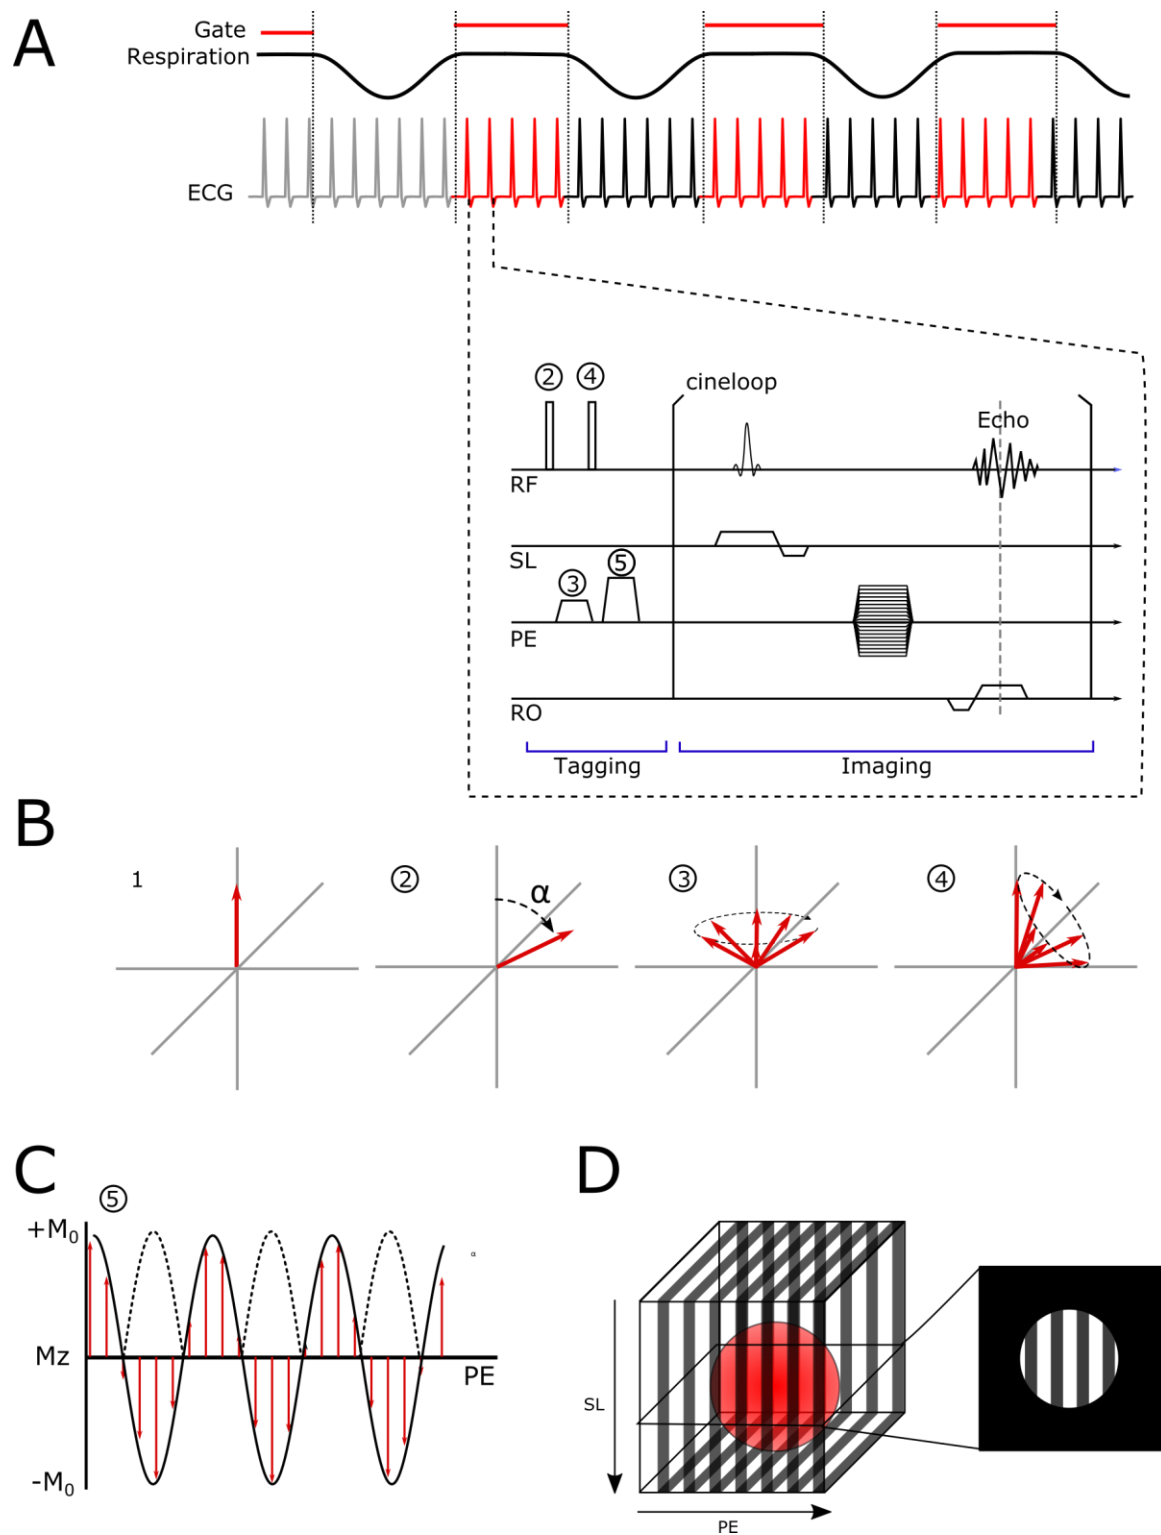 A
Gate
Respiration
ECG
② ④
cineloop
Echo
RF
SL
③ ⑤
PE
RO
Tagging Imaging
B
1 ② α ③ ④
C
⑤
+M₀
α
Mz
PE
-M₀
D
SL
PE